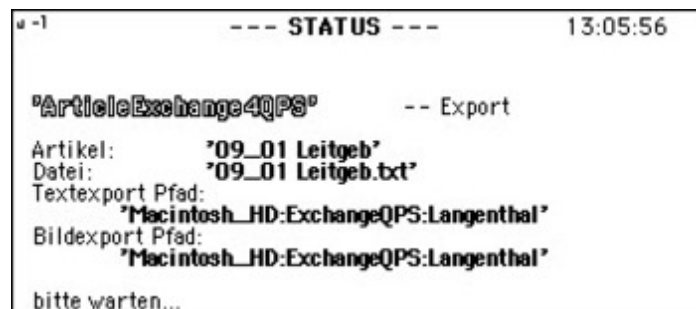 -1 --- STATUS --- 13:05:56
"ArticleExchange4QPS" -- Export
Artikel: '09_01 Leitgeb'
Datei: '09_01 Leitgeb.txt'
Textexport Pfad:
'Macintosh_HD:ExchangeQPS:Langenthal'
Bildexport Pfad:
'Macintosh_HD:ExchangeQPS:Langenthal'
bitte warten...